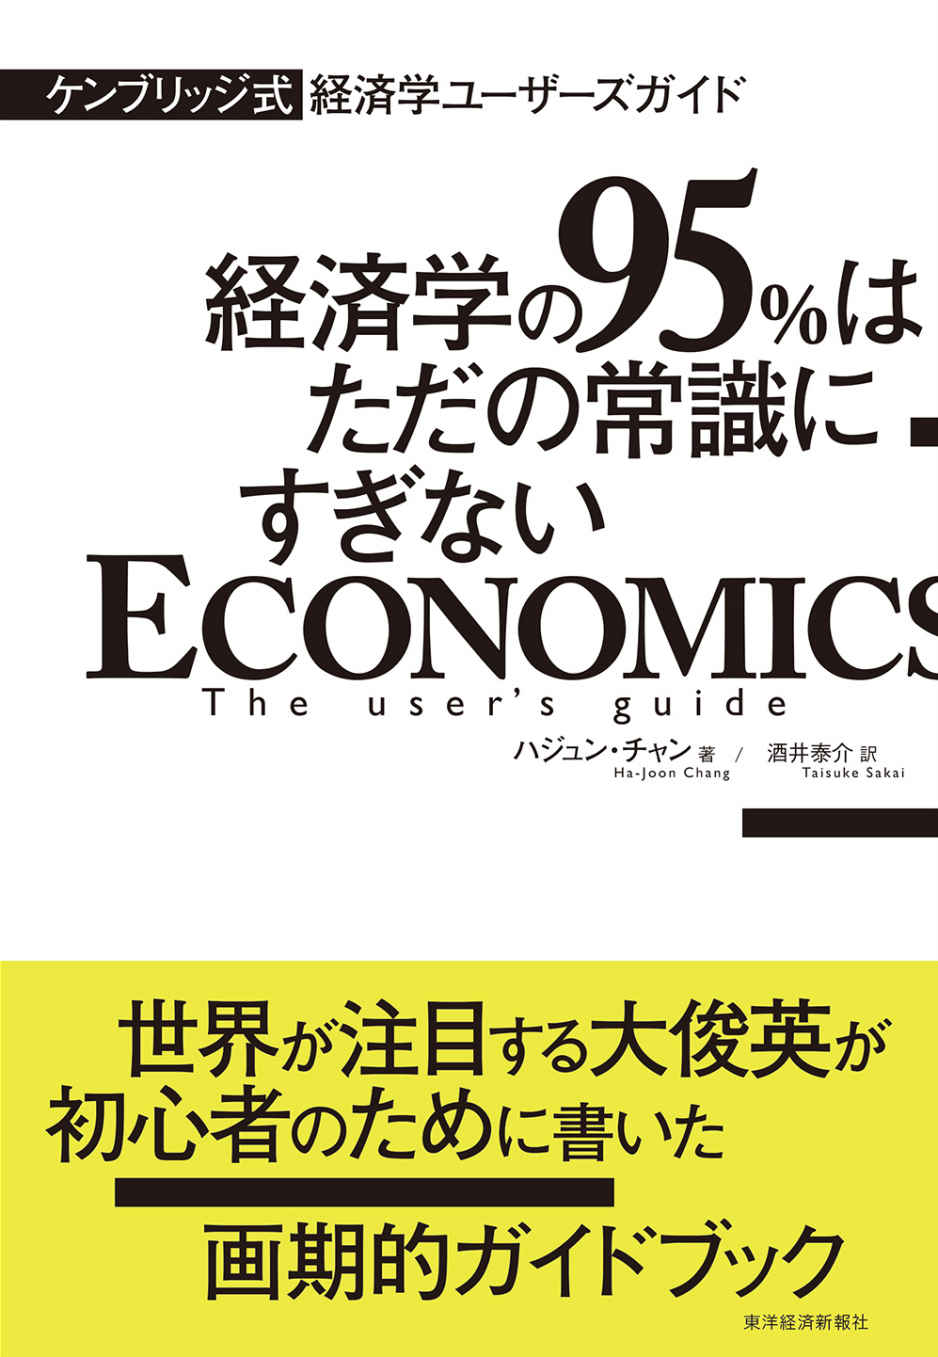 ケンブリッジ式 経済学ユーザーズガイド
経済学の95%は
ただの常識に
すぎない
ECONOMICS
The user's guide
ハジュン・チャン 著 / 酒井泰介 訳
Ha-Joon Chang Taisuke Sakai
世界が注目する大俊英が
初心者のために書いた
画期的ガイドブック
東洋経済新報社